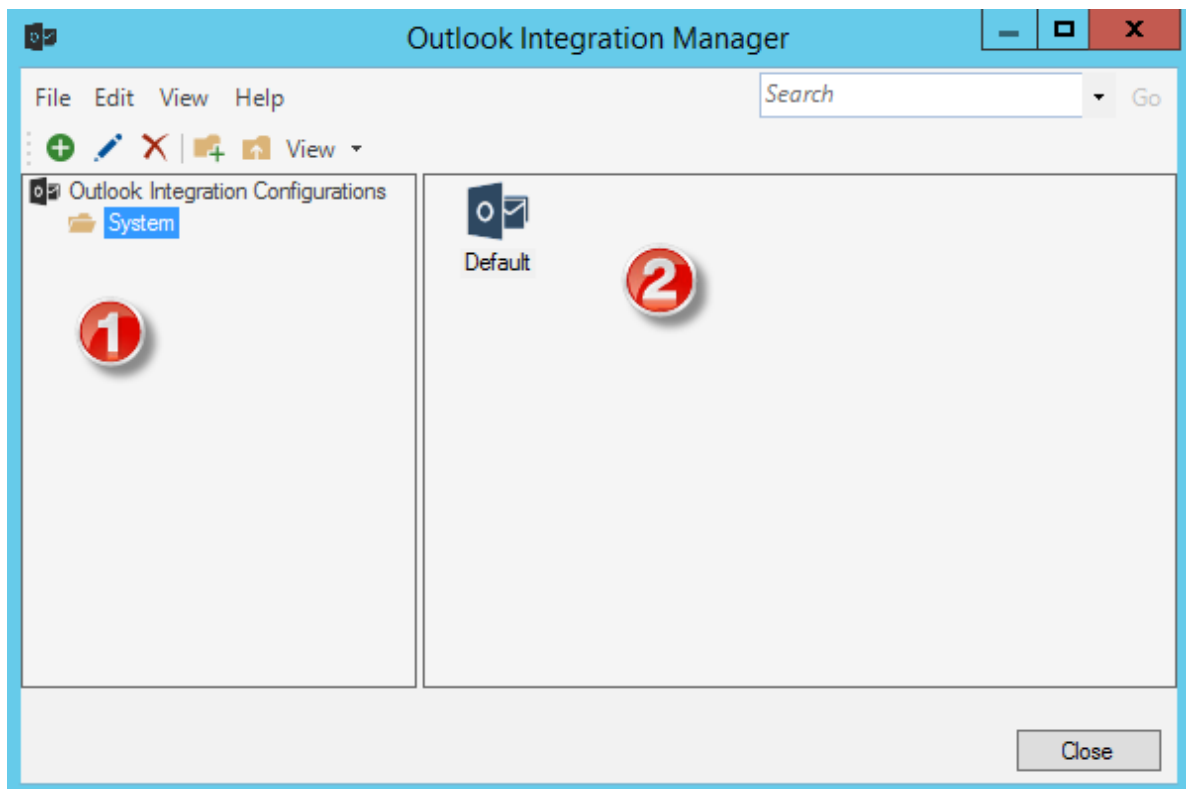 Outlook Integration Manager
File Edit View Help
Search
Go
View
Outlook Integration Configurations
System
Default
1
2
Close